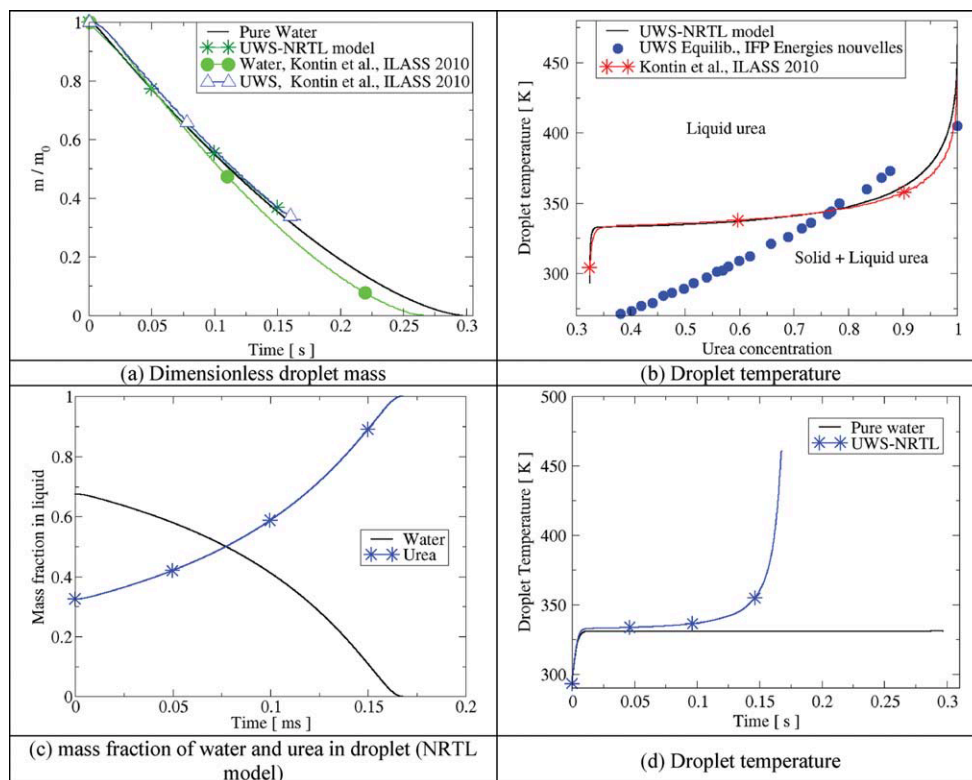 Pure Water
UWS-NRTL model
Water, Kontin et al., ILASS 2010
UWS, Kontin et al., ILASS 2010
1
0.8
0.6
0.4
0.2
0
m / m0
0 0.05 0.1 0.15 0.2 0.25 0.3
Time [ s ]
(a) Dimensionless droplet mass
UWS-NRTL model
UWS Equilib., IFP Energies nouvelles
Kontin et al., ILASS 2010
450
400
350
300
Droplet temperature [ K ]
Liquid urea
Solid + Liquid urea
0.3 0.4 0.5 0.6 0.7 0.8 0.9 1
Urea concentration
(b) Droplet temperature
1
0.8
0.6
0.4
0.2
0
Mass fraction in liquid
Water
Urea
0 0.05 0.1 0.15 0.2
Time [ ms ]
(c) mass fraction of water and urea in droplet (NRTL
model)
500
450
400
350
300
Droplet Temperature [ K ]
Pure water
UWS-NRTL
0 0.05 0.1 0.15 0.2 0.25 0.3
Time [ s ]
(d) Droplet temperature